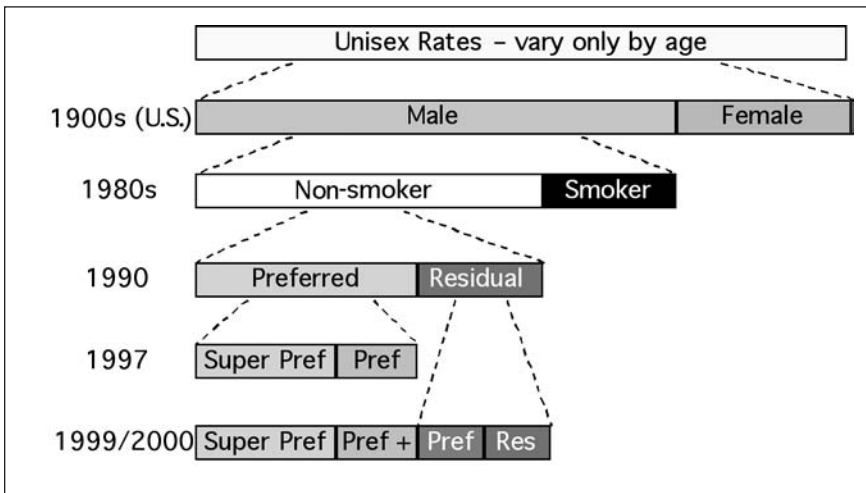 Unisex Rates – vary only by age
1900s (U.S.) Male Female
1980s Non-smoker Smoker
1990 Preferred Residual
1997 Super Pref Pref
1999/2000 Super Pref Pref + Pref Res